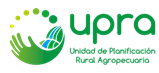 upra
Unidad de Planificación
Rural Agropecuaria